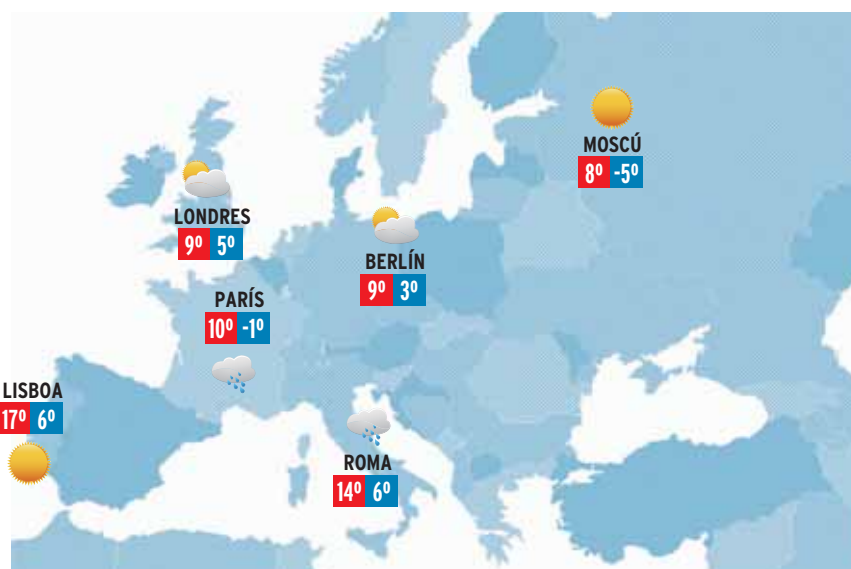 MOSCÚ
8º -5º
LONDRES
9º 5º
BERLÍN
9º 3º
PARÍS
10º -1º
LISBOA
17º 6º
ROMA
14º 6º